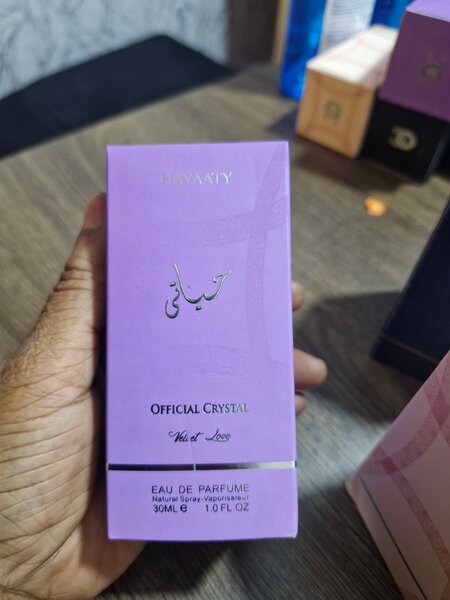 HAYAATY
حياتي
OFFICIAL CRYSTAL
Velvet Love
EAU DE PARFUME
Natural Spray-Vaporisateur
30ML e 1.0 FL OZ